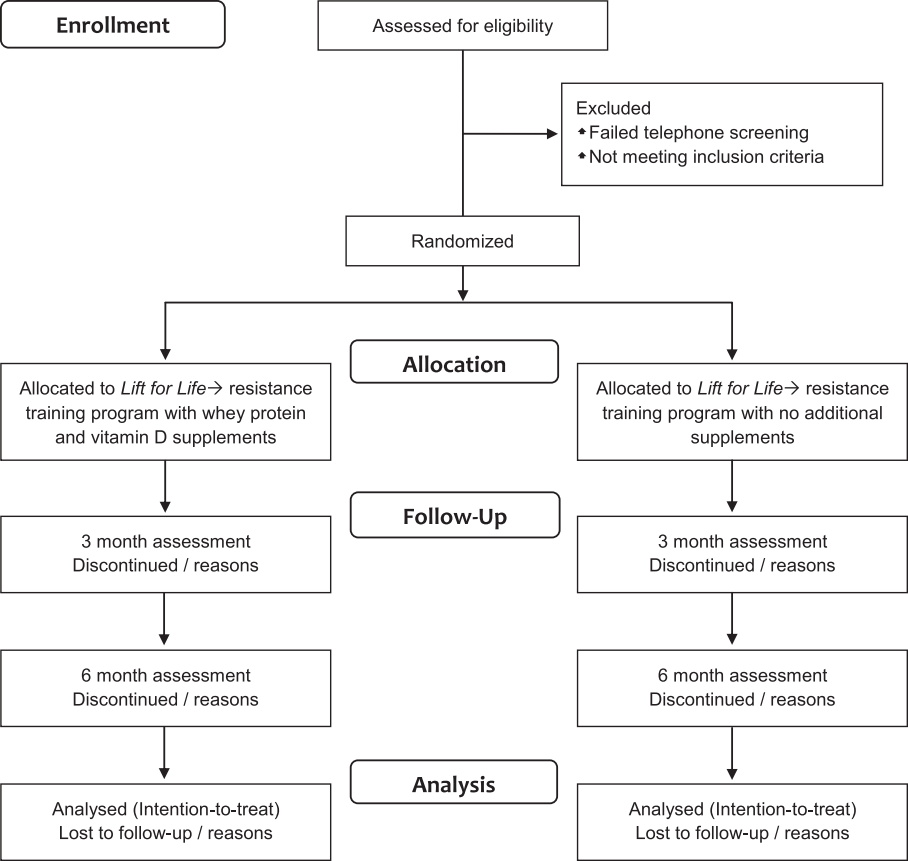 Enrollment
Assessed for eligibility
Excluded
Failed telephone screening
Not meeting inclusion criteria
Randomized
Allocation
Allocated to Lift for Life→ resistance
training program with whey protein
and vitamin D supplements
Allocated to Lift for Life→ resistance
training program with no additional
supplements
Follow-Up
3 month assessment
Discontinued / reasons
3 month assessment
Discontinued / reasons
6 month assessment
Discontinued / reasons
6 month assessment
Discontinued / reasons
Analysis
Analysed (Intention-to-treat)
Lost to follow-up / reasons
Analysed (Intention-to-treat)
Lost to follow-up / reasons